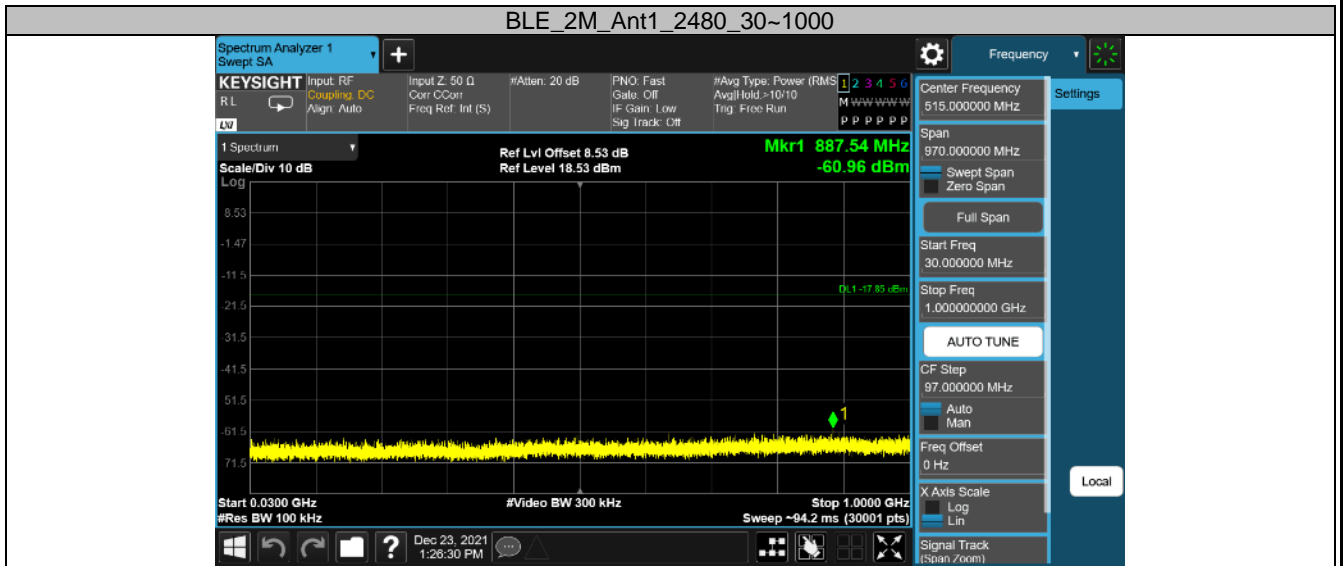 BLE_2M_Ant1_2480_30~1000
Spectrum Analyzer 1
Swept SA
+
Frequency
KEYSIGHT
R L
LXI
Input: RF
Coupling: DC
Align: Auto
Input Z: 50 Ω
Corr CCorr
Freq Ref: Int (S)
#Atten: 20 dB
PNO: Fast
Gate: Off
IF Gain: Low
Sig Track: Off
#Avg Type: Power (RMS
Avg|Hold:>10/10
Trig: Free Run
1 2 3 4 5 6
M W W W W W
P P P P P P
Center Frequency
515.000000 MHz
Settings
Span
970.000000 MHz
Swept Span
Zero Span
Full Span
Start Freq
30.000000 MHz
Stop Freq
1.000000000 GHz
AUTO TUNE
CF Step
97.000000 MHz
Auto
Man
Freq Offset
0 Hz
X Axis Scale
Log
Lin
Signal Track
(Span Zoom)
Local
1 Spectrum
Scale/Div 10 dB
Log
Ref Lvl Offset 8.53 dB
Ref Level 18.53 dBm
Mkr1 887.54 MHz
-60.96 dBm
8.53
-1.47
-11.5
DL1 -17.85 dBm
-21.5
-31.5
-41.5
51.5
1
-61.5
71.5
Start 0.0300 GHz
#Video BW 300 kHz
Stop 1.0000 GHz
#Res BW 100 kHz
Sweep ~94.2 ms (30001 pts)
?
Dec 23, 2021
1:26:30 PM